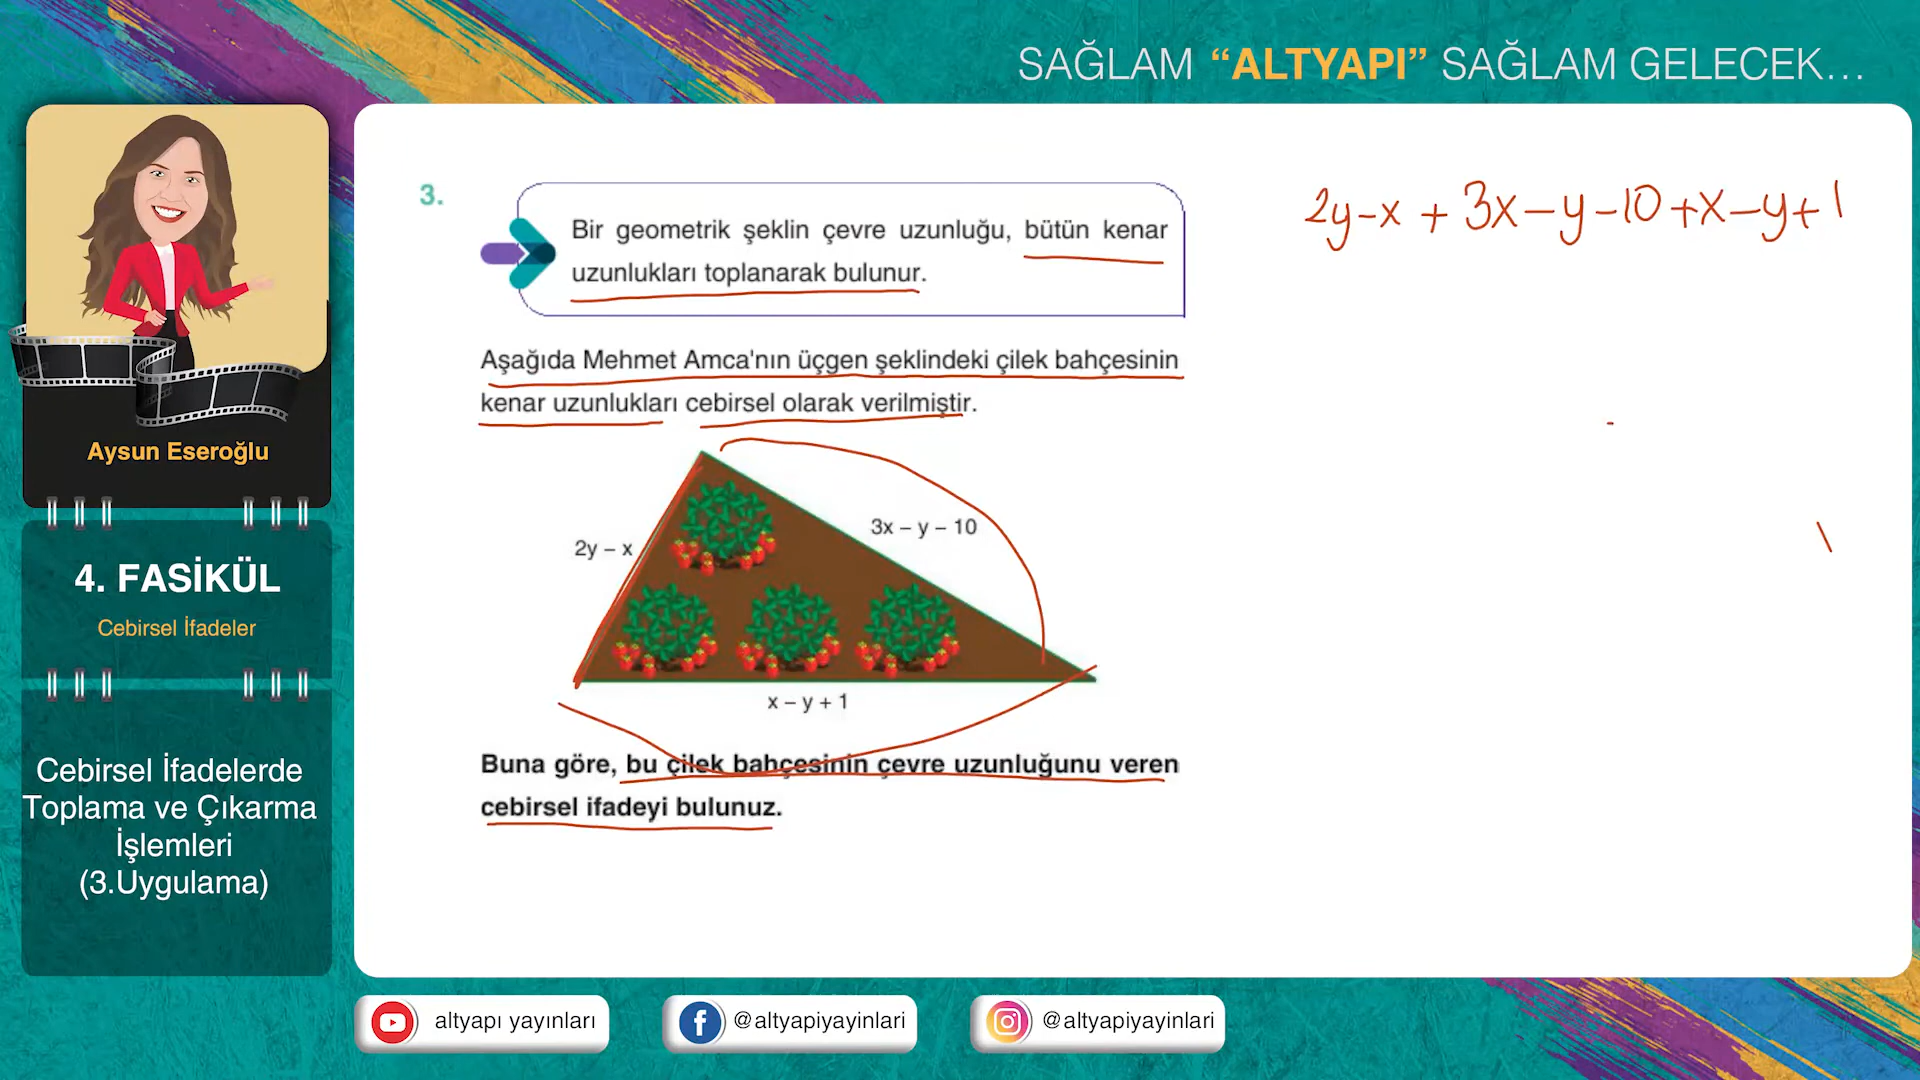 SAĞLAM “ALTYAPI” SAĞLAM GELECEK...
Aysun Eseroğlu
4. FASİKÜL
Cebirsel İfadeler
Cebirsel İfadelerde
Toplama ve Çıkarma
İşlemleri
(3.Uygulama)
3.
Bir geometrik şeklin çevre uzunluğu, bütün kenar
uzunlukları toplanarak bulunur.
Aşağıda Mehmet Amca'nın üçgen şeklindeki çilek bahçesinin
kenar uzunlukları cebirsel olarak verilmiştir.
3x – y – 10
2y – x
x – y + 1
Buna göre, bu çilek bahçesinin çevre uzunluğunu veren
cebirsel ifadeyi bulunuz.
2y-x + 3x-y-10+x-y+1
altyapı yayınları
@altyapiyayinlari
@altyapiyayinlari